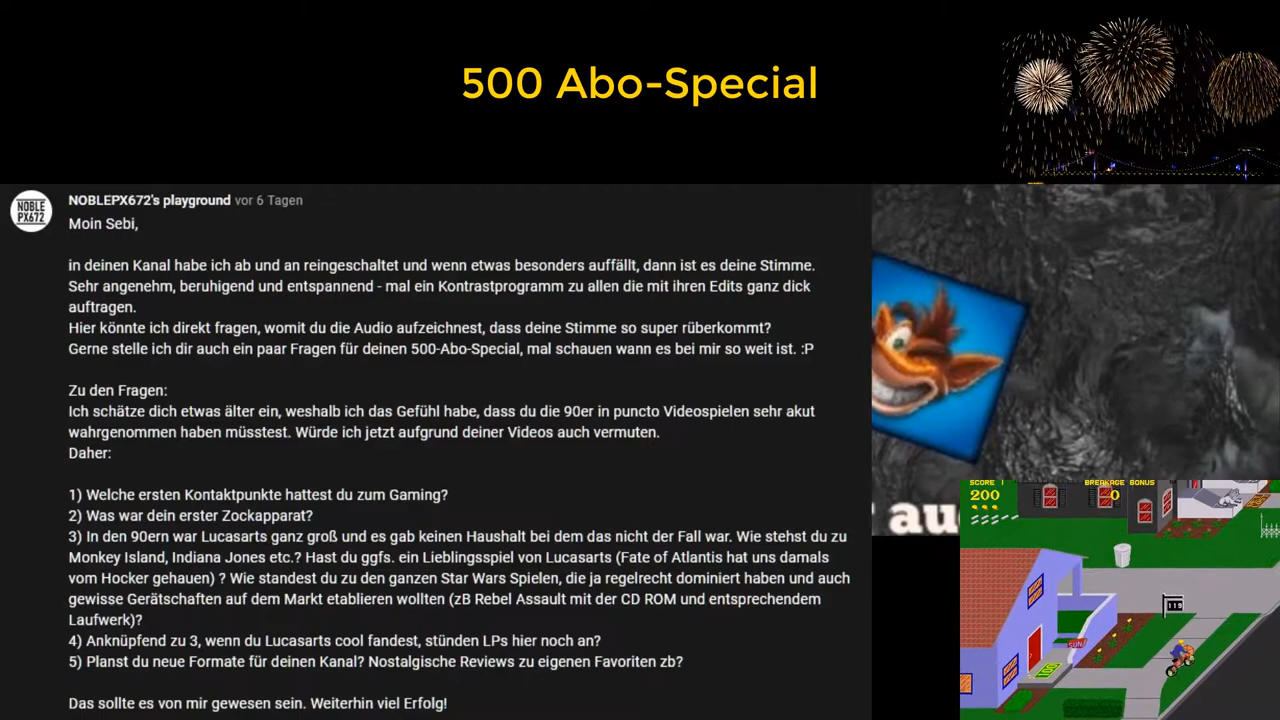 500 Abo-Special
NOBLE
PX672
NOBLEPX672's playground vor 6 Tagen
Moin Sebi,
in deinen Kanal habe ich ab und an reingeschaltet und wenn etwas besonders auffällt, dann ist es deine Stimme.
Sehr angenehm, beruhigend und entspannend - mal ein Kontrastprogramm zu allen die mit ihren Edits ganz dick
auftragen.
Hier könnte ich direkt fragen, womit du die Audio aufzeichnest, dass deine Stimme so super rüberkommt?
Gerne stelle ich dir auch ein paar Fragen für deinen 500-Abo-Special, mal schauen wann es bei mir so weit ist. :P
Zu den Fragen:
Ich schätze dich etwas älter ein, weshalb ich das Gefühl habe, dass du die 90er in puncto Videospielen sehr akut
wahrgenommen haben müsstest. Würde ich jetzt aufgrund deiner Videos auch vermuten.
Daher:
1) Welche ersten Kontaktpunkte hattest du zum Gaming?
2) Was war dein erster Zockapparat?
3) In den 90ern war Lucasarts ganz groß und es gab keinen Haushalt bei dem das nicht der Fall war. Wie stehst du zu
Monkey Island, Indiana Jones etc.? Hast du ggfs. ein Lieblingsspiel von Lucasarts (Fate of Atlantis hat uns damals
vom Hocker gehauen) ? Wie standest du zu den ganzen Star Wars Spielen, die ja regelrecht dominiert haben und auch
gewisse Gerätschaften auf dem Markt etablieren wollten (zB Rebel Assault mit der CD ROM und entsprechendem
Laufwerk)?
4) Anknüpfend zu 3, wenn du Lucasarts cool fandest, stünden LPs hier noch an?
5) Planst du neue Formate für deinen Kanal? Nostalgische Reviews zu eigenen Favoriten zb?
Das sollte es von mir gewesen sein. Weiterhin viel Erfolg!
SCORE 1
200
BREAKAGE BONUS
0
119
SUN